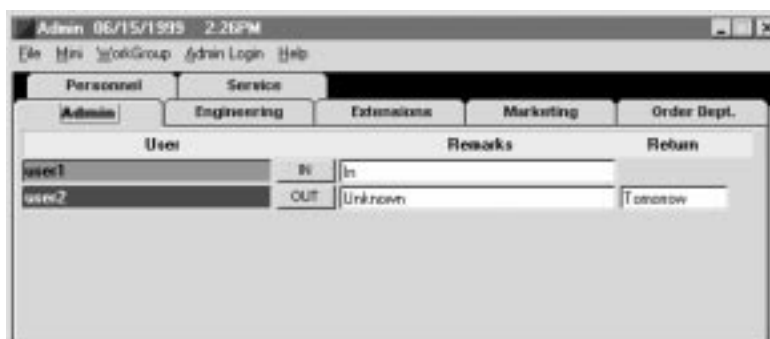 Admin 06/15/1999 2:26PM
File Mini WorkGroup Admin Login Help
Personnel Service
Admin Engineering Extensions Marketing Order Dept.
User Remarks Return
user1 IN In
user2 OUT Unknown Tomorrow